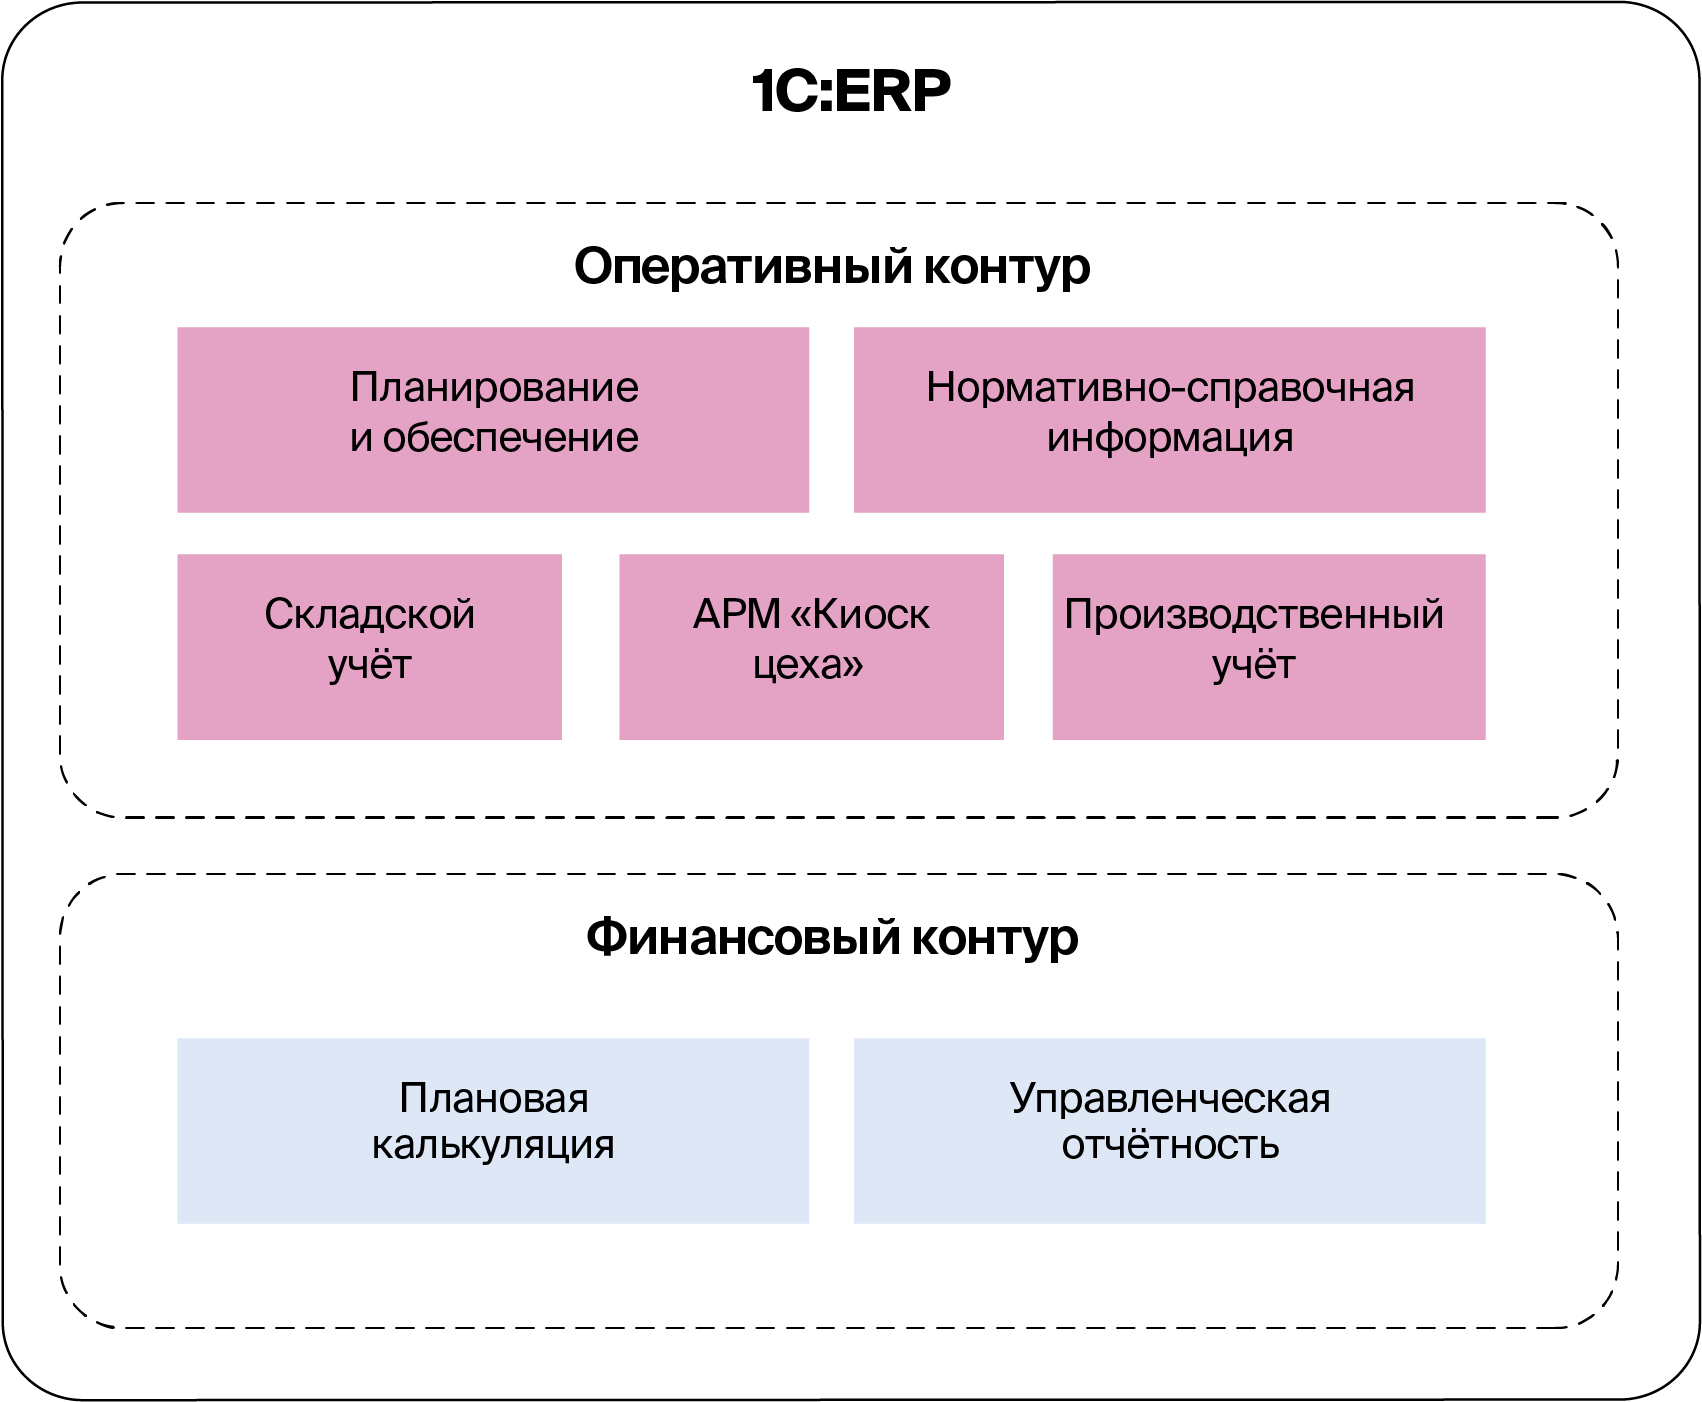 1С:ERP
Оперативный контур
Планирование
и обеспечение
Нормативно-справочная
информация
Складской
учёт
АРМ «Киоск
цеха»
Производственный
учёт
Финансовый контур
Плановая
калькуляция
Управленческая
отчётность